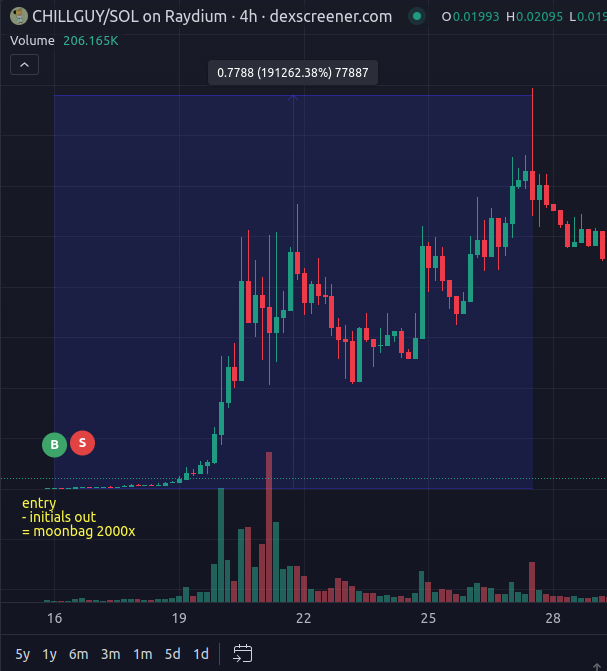 CHILLGUY/SOL on Raydium · 4h · dexscreener.com O0.01993 H0.02095 L0.019
Volume 206.165K
0.7788 (191262.38%) 77887
B S
entry
- initials out
= moonbag 2000x
16 19 22 25 28
5y 1y 6m 3m 1m 5d 1d